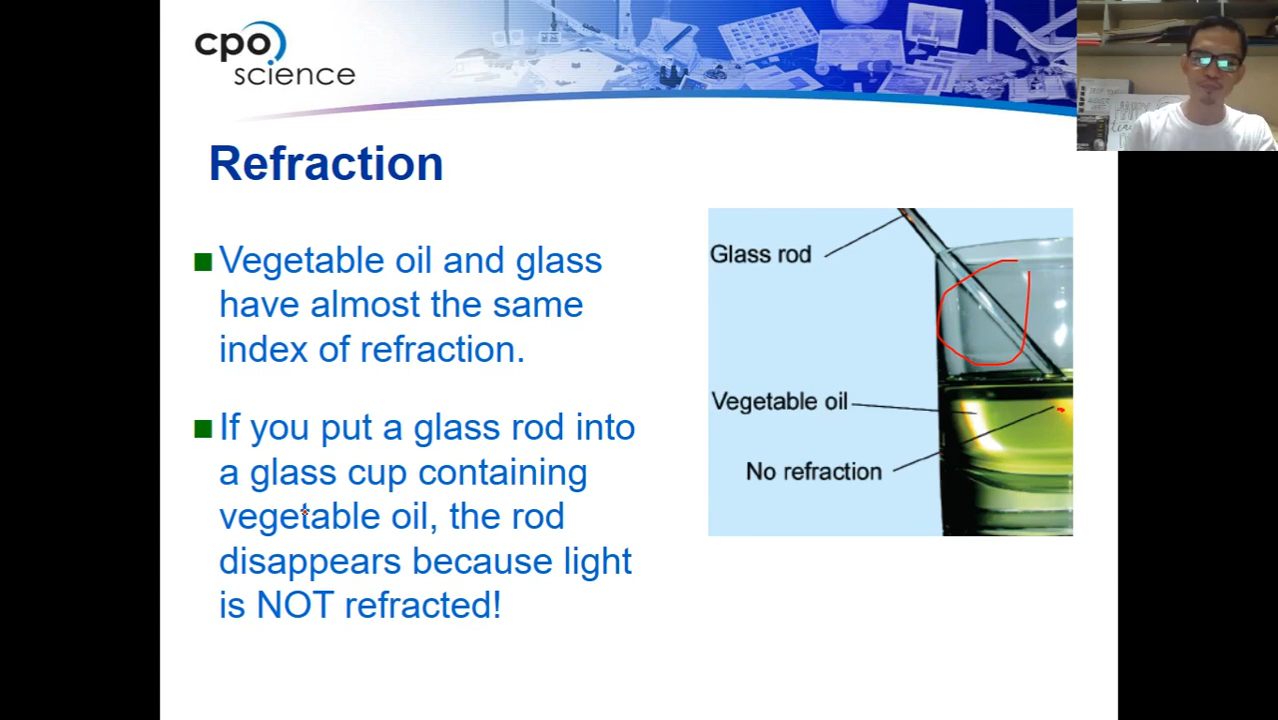 cpo
science
Refraction
Vegetable oil and glass
have almost the same
index of refraction.
If you put a glass rod into
a glass cup containing
vegetable oil, the rod
disappears because light
is NOT refracted!
Glass rod
Vegetable oil
No refraction